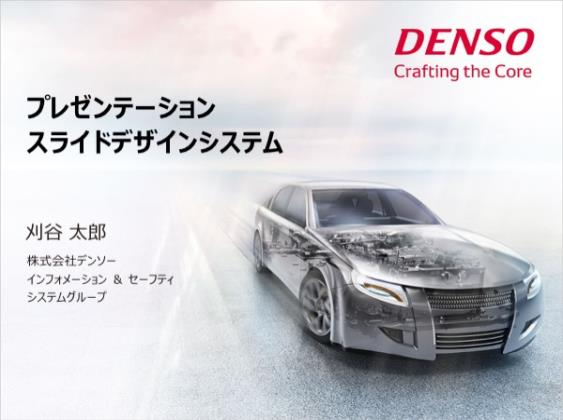 DENSO
Crafting the Core
プレゼンテーション
スライドデザインシステム
刈谷 太郎
株式会社デンソー
インフォメーション & セーフティ
システムグループ